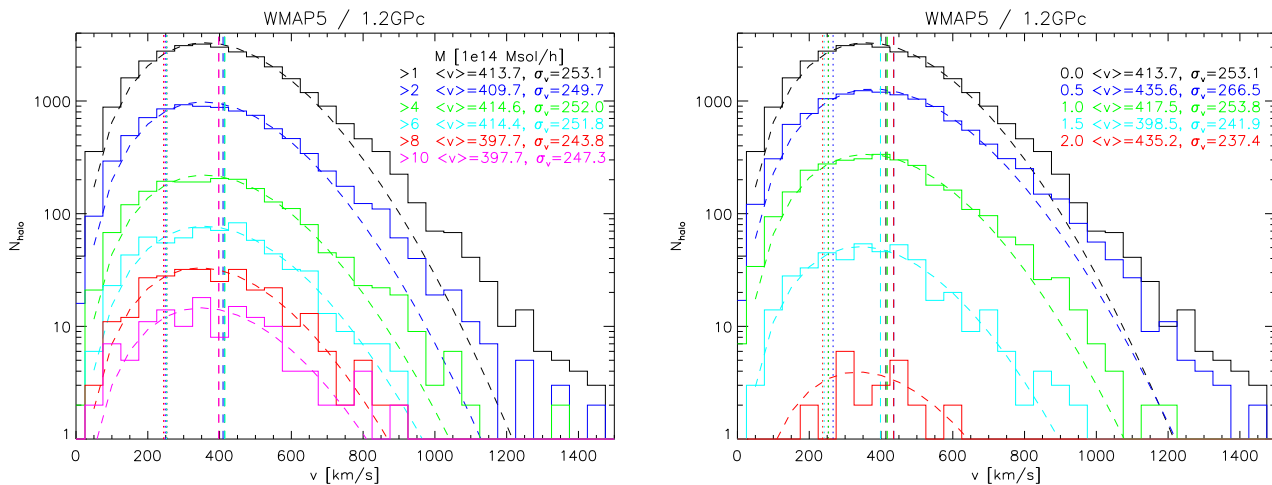 WMAP5 / 1.2GPc
M [1e14 Msol/h]
>1 <v>=413.7, σv=253.1
>2 <v>=409.7, σv=249.7
>4 <v>=414.6, σv=252.0
>6 <v>=414.4, σv=251.8
>8 <v>=397.7, σv=243.8
>10 <v>=397.7, σv=247.3
1000
100
10
1
Nhalo
0 200 400 600 800 1000 1200 1400
v [km/s]
WMAP5 / 1.2GPc
0.0 <v>=413.7, σv=253.1
0.5 <v>=435.6, σv=266.5
1.0 <v>=417.5, σv=253.8
1.5 <v>=398.5, σv=241.9
2.0 <v>=435.2, σv=237.4
1000
100
10
1
Nhalo
0 200 400 600 800 1000 1200 1400
v [km/s]